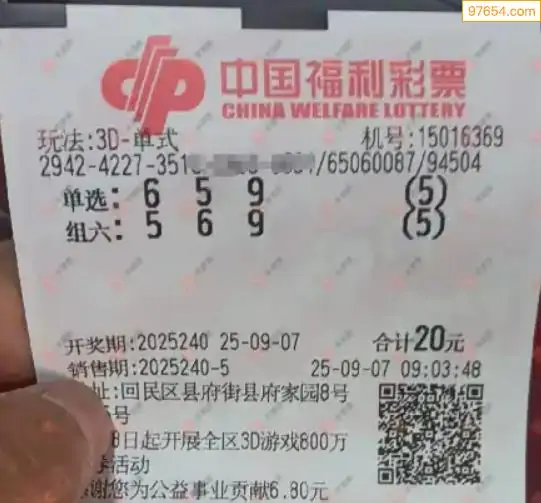 97654.com
中国福利彩票
CHINA WELFARE LOTTERY
玩法:3D-单式 机号:15016369
2942-4227-351 /65060087/94504
单选: 6 5 9 (5)
组六: 5 6 9 (5)
开奖期:2025240 25-09-07 合计20元
销售期:2025240-5 25-09-07 09:03:48
址:回民区县府街县府家园8号
号
8日起开展全区3D游戏800万
活动
谢您为公益事业贡献6.80元